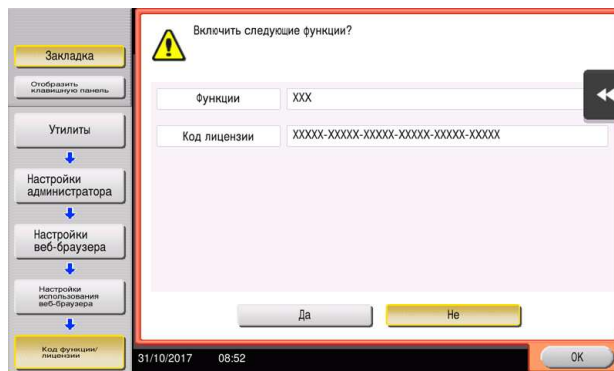 Закладка
Отобразить
клавишную панель
Утилиты
Настройки
администратора
Настройки
веб-браузера
Настройки
использования
веб-браузера
Код функции/
лицензии
Включить следующие функции?
Функции
XXX
Код лицензии
XXXXX-XXXXX-XXXXX-XXXXX-XXXXX-XXXXX
Да
Не
31/10/2017 08:52
OK